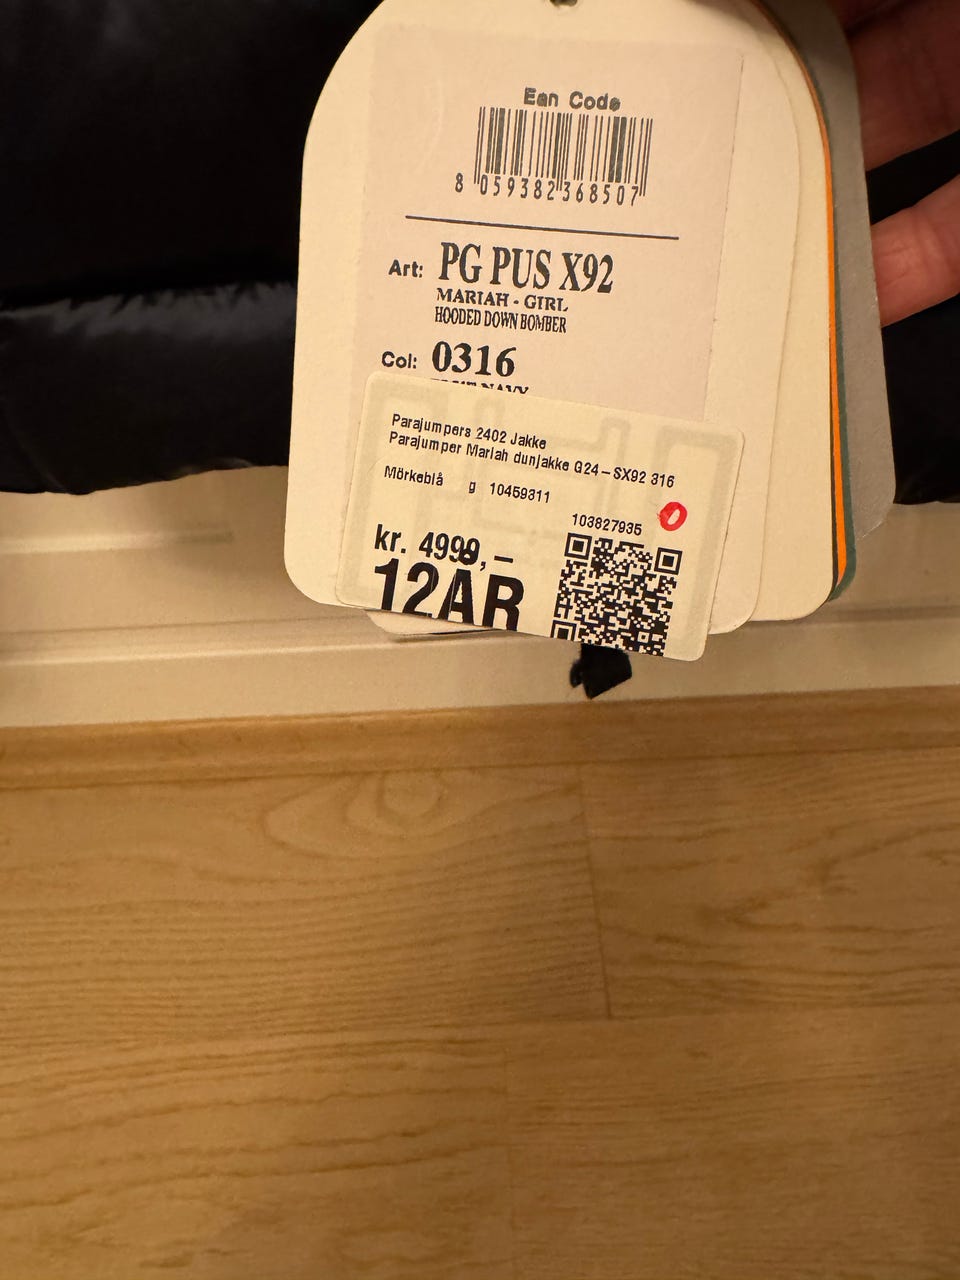 Ean Code
8 059382 368507
Art: PG PUS X92
MARIAH - GIRL
HOODED DOWN BOMBER
Col: 0316
NAVY
Parajumpers 2402 Jakke
Parajumper Mariah dunjakke G24-SX92 316
Mörkeblå g 10459311
103827935
kr. 4999,-
12ÅR